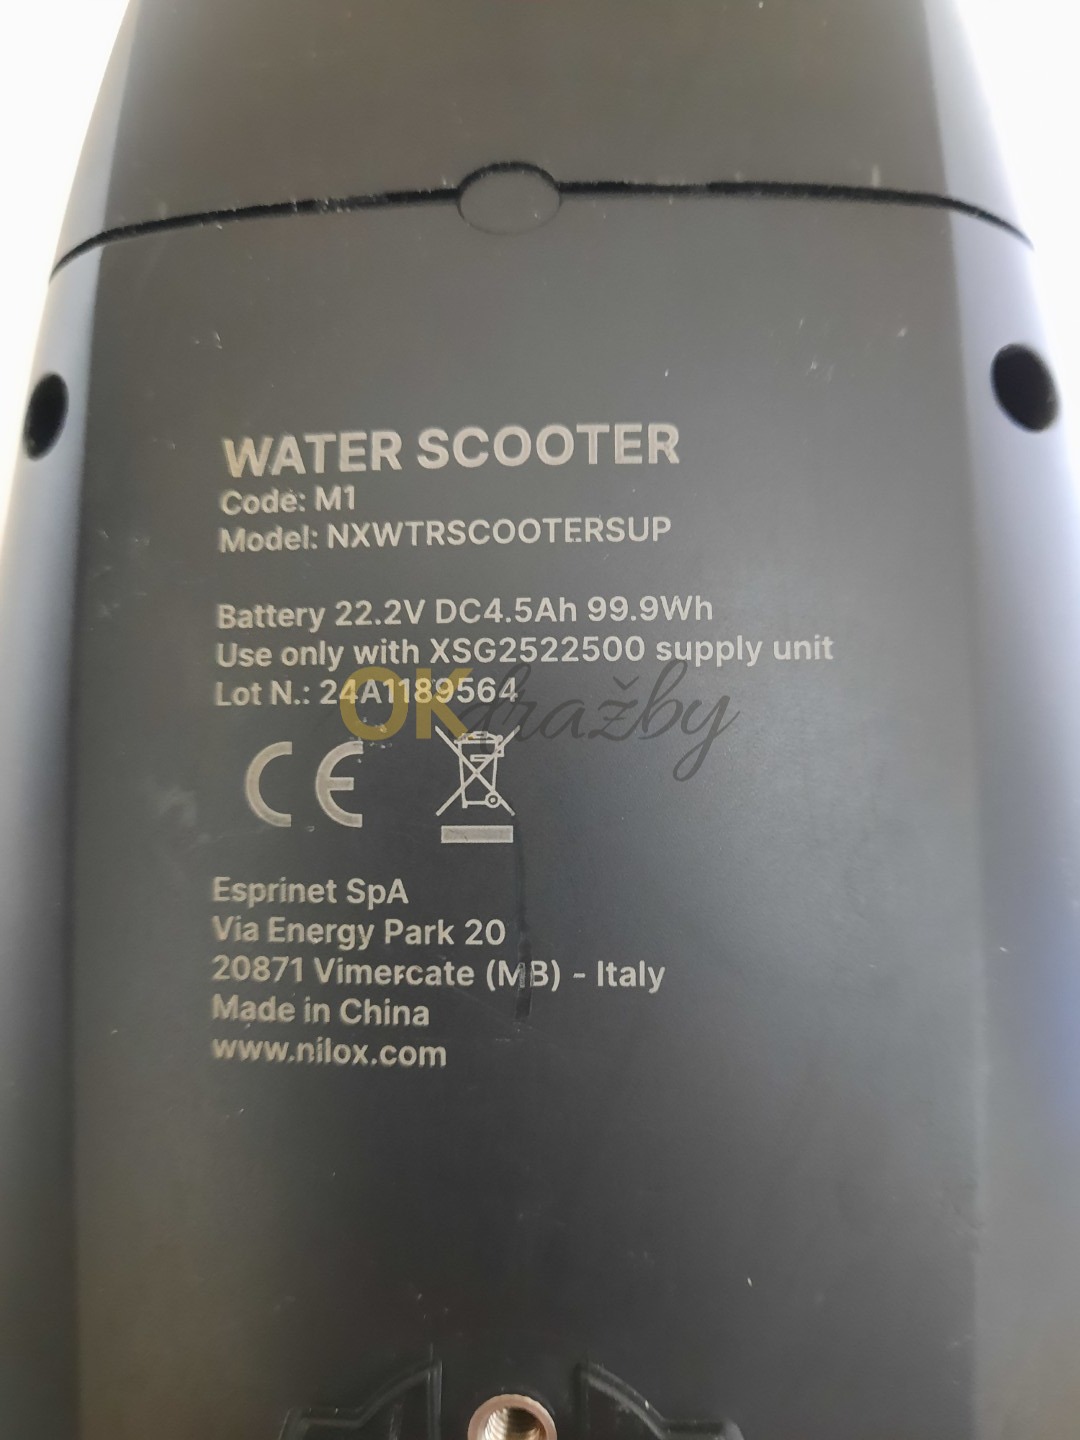 WATER SCOOTER
Code: M1
Model: NXWTRSCOOTERSUP
Battery 22.2V DC4.5Ah 99.9Wh
Use only with XSG2522500 supply unit
Lot N.: 24A1189564
OKdražby
CE
Esprinet SpA
Via Energy Park 20
20871 Vimercate (MB) - Italy
Made in China
www.nilox.com